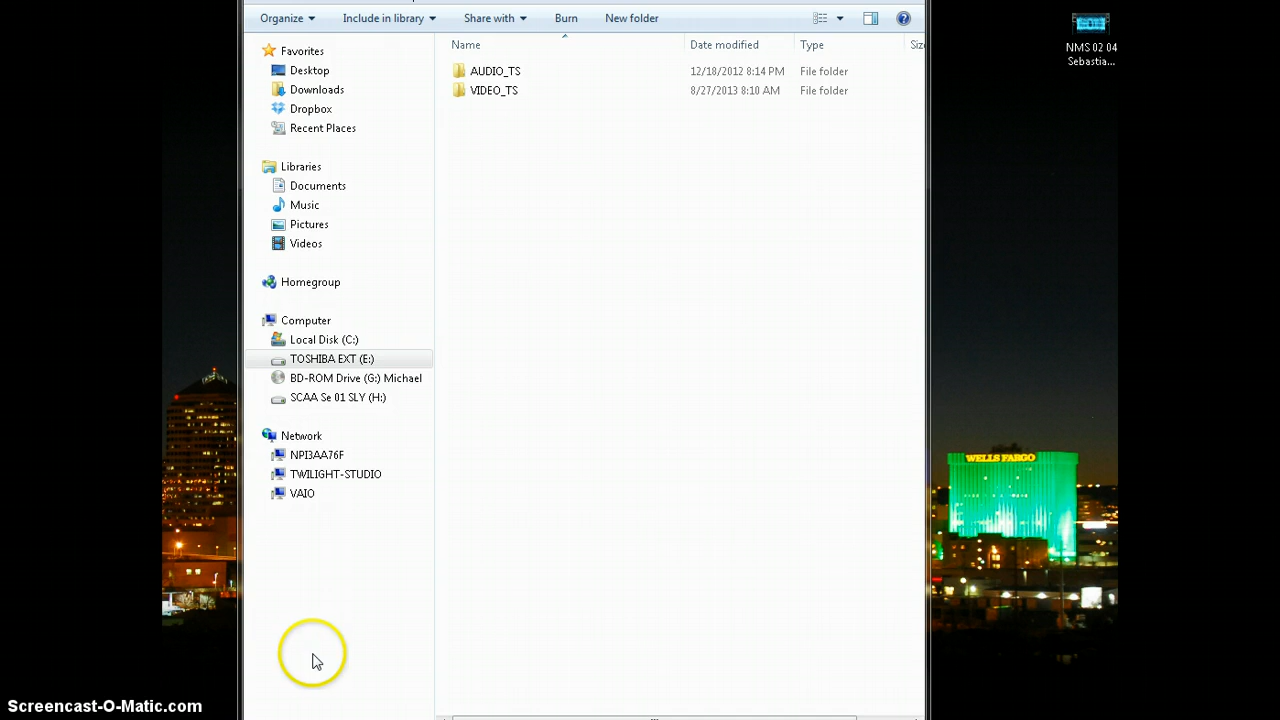 Organize Include in library Share with Burn New folder
Name Date modified Type Siz
AUDIO_TS 12/18/2012 8:14 PM File folder
VIDEO_TS 8/27/2013 8:10 AM File folder
Favorites
Desktop
Downloads
Dropbox
Recent Places
Libraries
Documents
Music
Pictures
Videos
Homegroup
Computer
Local Disk (C:)
TOSHIBA EXT (E:)
BD-ROM Drive (G:) Michael
SCAA Se 01 SLY (H:)
Network
NPI3AA76F
TWILIGHT-STUDIO
VAIO
NMS 02 04
Sebastia...
WELLS FARGO
Screencast-O-Matic.com